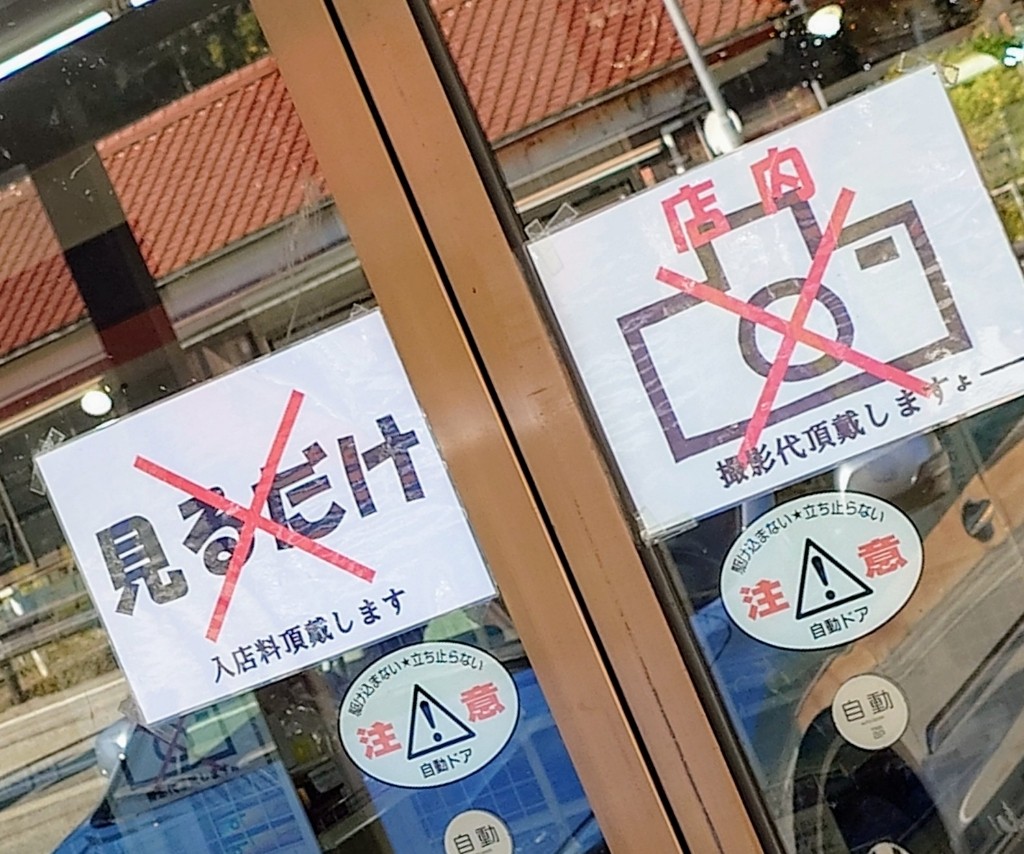 見るだけ
入店料頂戴します
駆け込まない★立ち止らない
注意
自動ドア
自動
店内
撮影代頂戴しますょー
駆け込まない★立ち止らない
注意
自動ドア
自動